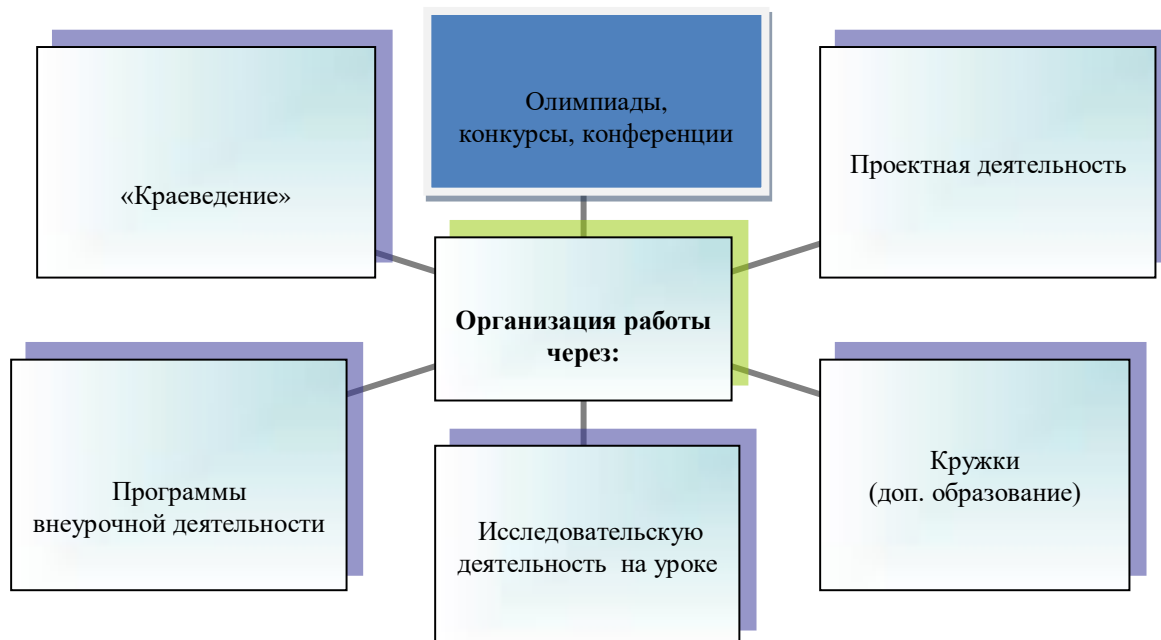 Олимпиады,
конкурсы, конференции
«Краеведение»
Проектная деятельность
Организация работы
через:
Программы
внеурочной деятельности
Исследовательскую
деятельность на уроке
Кружки
(доп. образование)